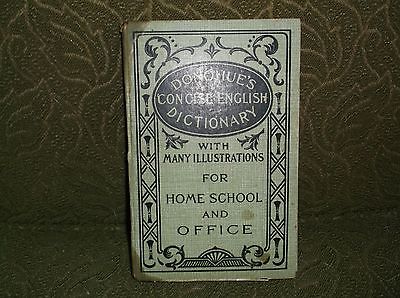 DONOHUE'S
CONCISE ENGLISH
DICTIONARY
WITH
MANY ILLUSTRATIONS
FOR
HOME SCHOOL
AND
OFFICE